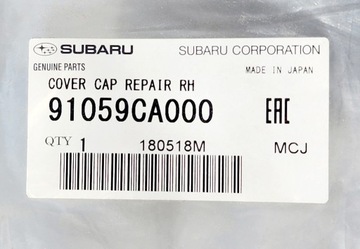 SUBARU SUBARU CORPORATION
GENUINE PARTS MADE IN JAPAN
COVER CAP REPAIR RH
91059CA000 EAC
QTY 1 180518M MCJ